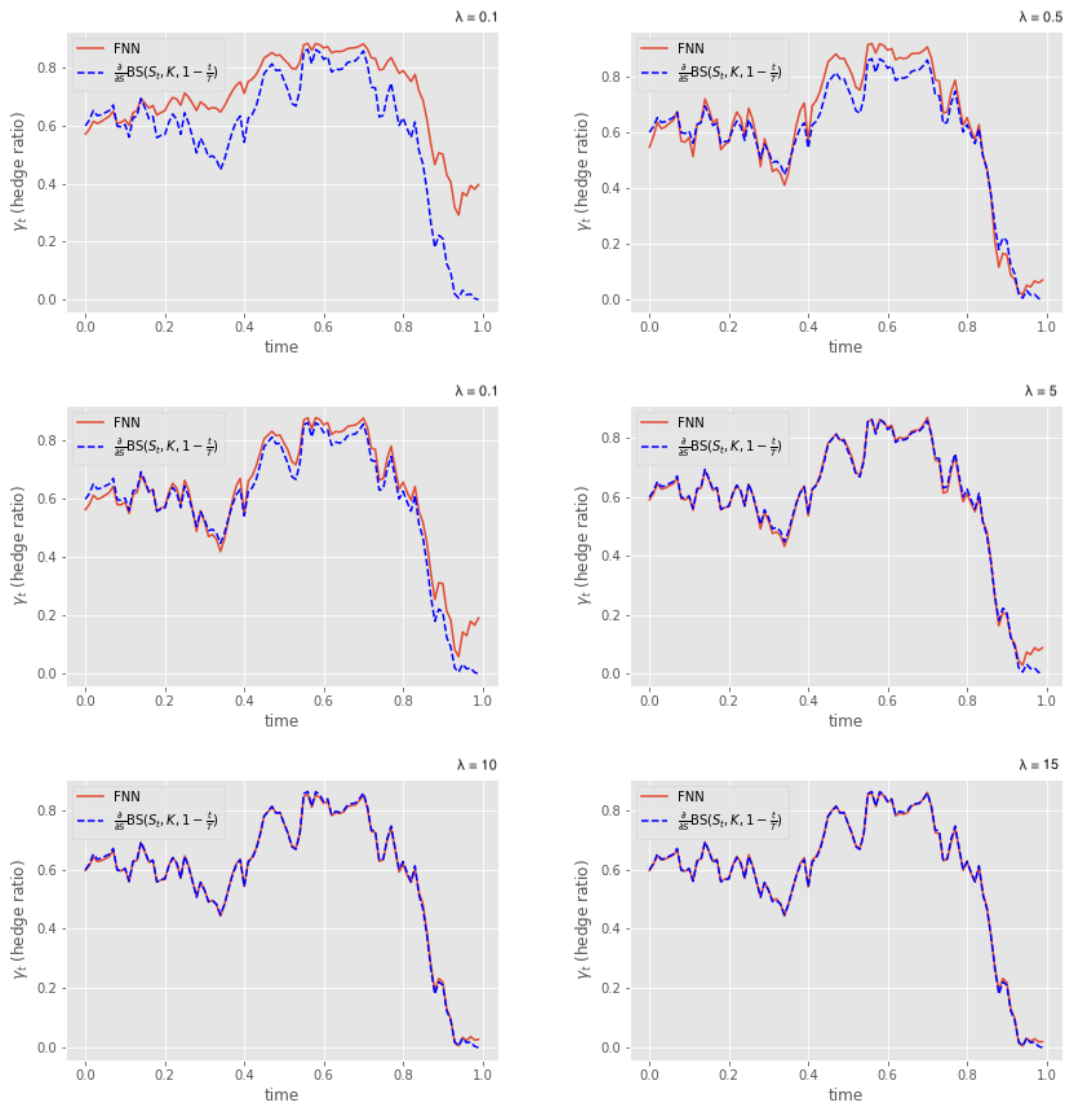 λ = 0.1
FNN
∂/∂S BS(S_t, K, 1 − t/T)
γ_t (hedge ratio)
0.8
0.6
0.4
0.2
0.0
0.0 0.2 0.4 0.6 0.8 1.0
time
λ = 0.5
FNN
∂/∂S BS(S_t, K, 1 − t/T)
γ_t (hedge ratio)
0.8
0.6
0.4
0.2
0.0
0.0 0.2 0.4 0.6 0.8 1.0
time
λ = 0.1
FNN
∂/∂S BS(S_t, K, 1 − t/T)
γ_t (hedge ratio)
0.8
0.6
0.4
0.2
0.0
0.0 0.2 0.4 0.6 0.8 1.0
time
λ = 5
FNN
∂/∂S BS(S_t, K, 1 − t/T)
γ_t (hedge ratio)
0.8
0.6
0.4
0.2
0.0
0.0 0.2 0.4 0.6 0.8 1.0
time
λ = 10
FNN
∂/∂S BS(S_t, K, 1 − t/T)
γ_t (hedge ratio)
0.8
0.6
0.4
0.2
0.0
0.0 0.2 0.4 0.6 0.8 1.0
time
λ = 15
FNN
∂/∂S BS(S_t, K, 1 − t/T)
γ_t (hedge ratio)
0.8
0.6
0.4
0.2
0.0
0.0 0.2 0.4 0.6 0.8 1.0
time